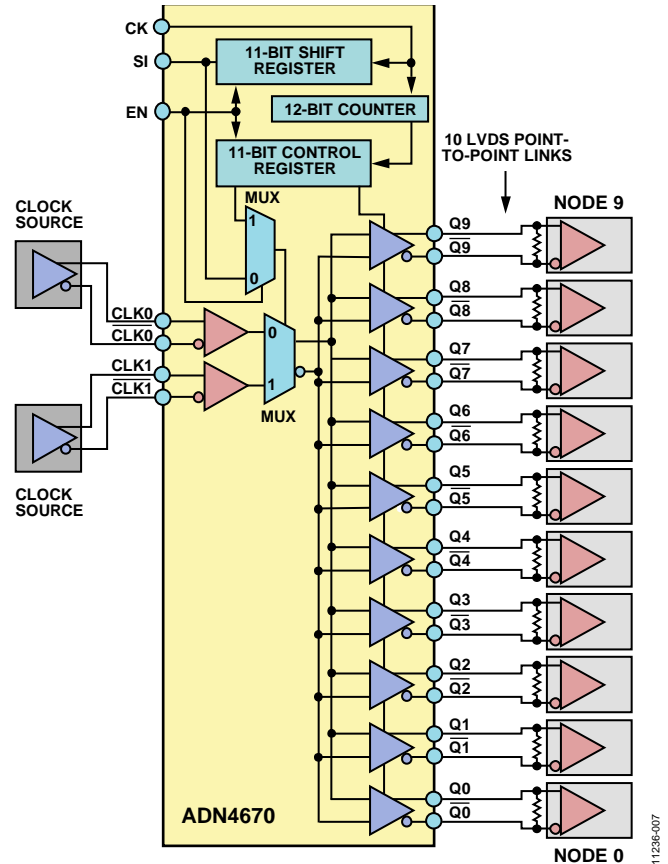 CK
SI
EN
11-BIT SHIFT
REGISTER
12-BIT COUNTER
11-BIT CONTROL
REGISTER
MUX
1
0
10 LVDS POINT-
TO-POINT LINKS
NODE 9
CLOCK
SOURCE
CLK0
CLK0
CLK1
CLK1
0
1
MUX
CLOCK
SOURCE
Q9
Q9
Q8
Q8
Q7
Q7
Q6
Q6
Q5
Q5
Q4
Q4
Q3
Q3
Q2
Q2
Q1
Q1
Q0
Q0
ADN4670
NODE 0
11236-007